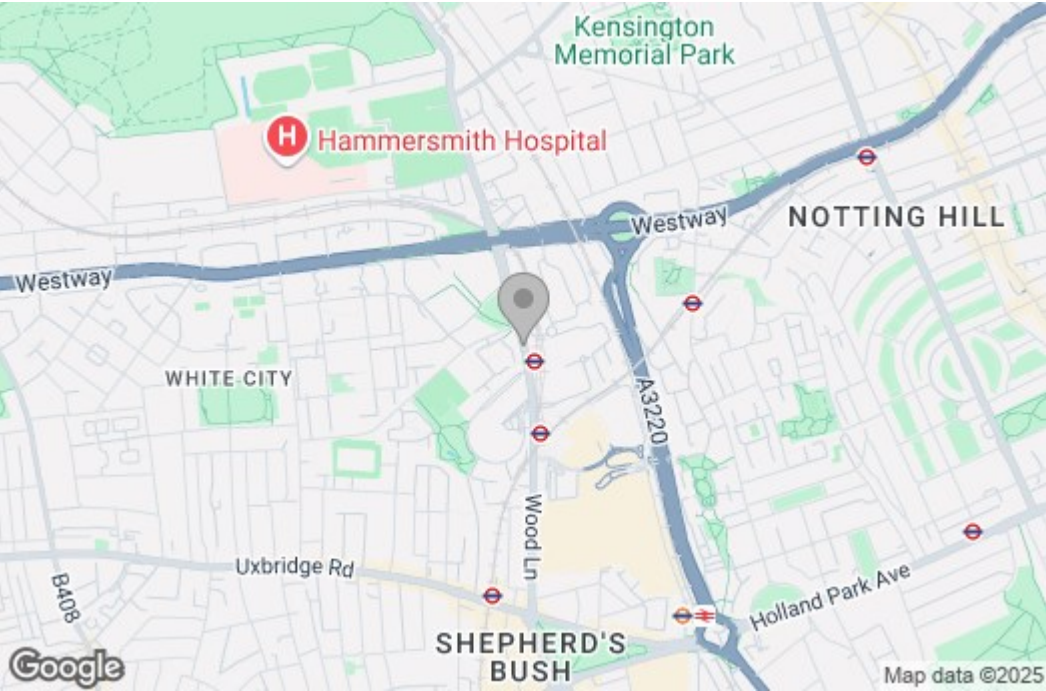 Kensington
Memorial Park
H
Hammersmith Hospital
Westway
NOTTING HILL
Westway
WHITE CITY
A3220
Wood Ln
Uxbridge Rd
B408
Holland Park Ave
SHEPHERD'S
BUSH
Google
Map data ©2025